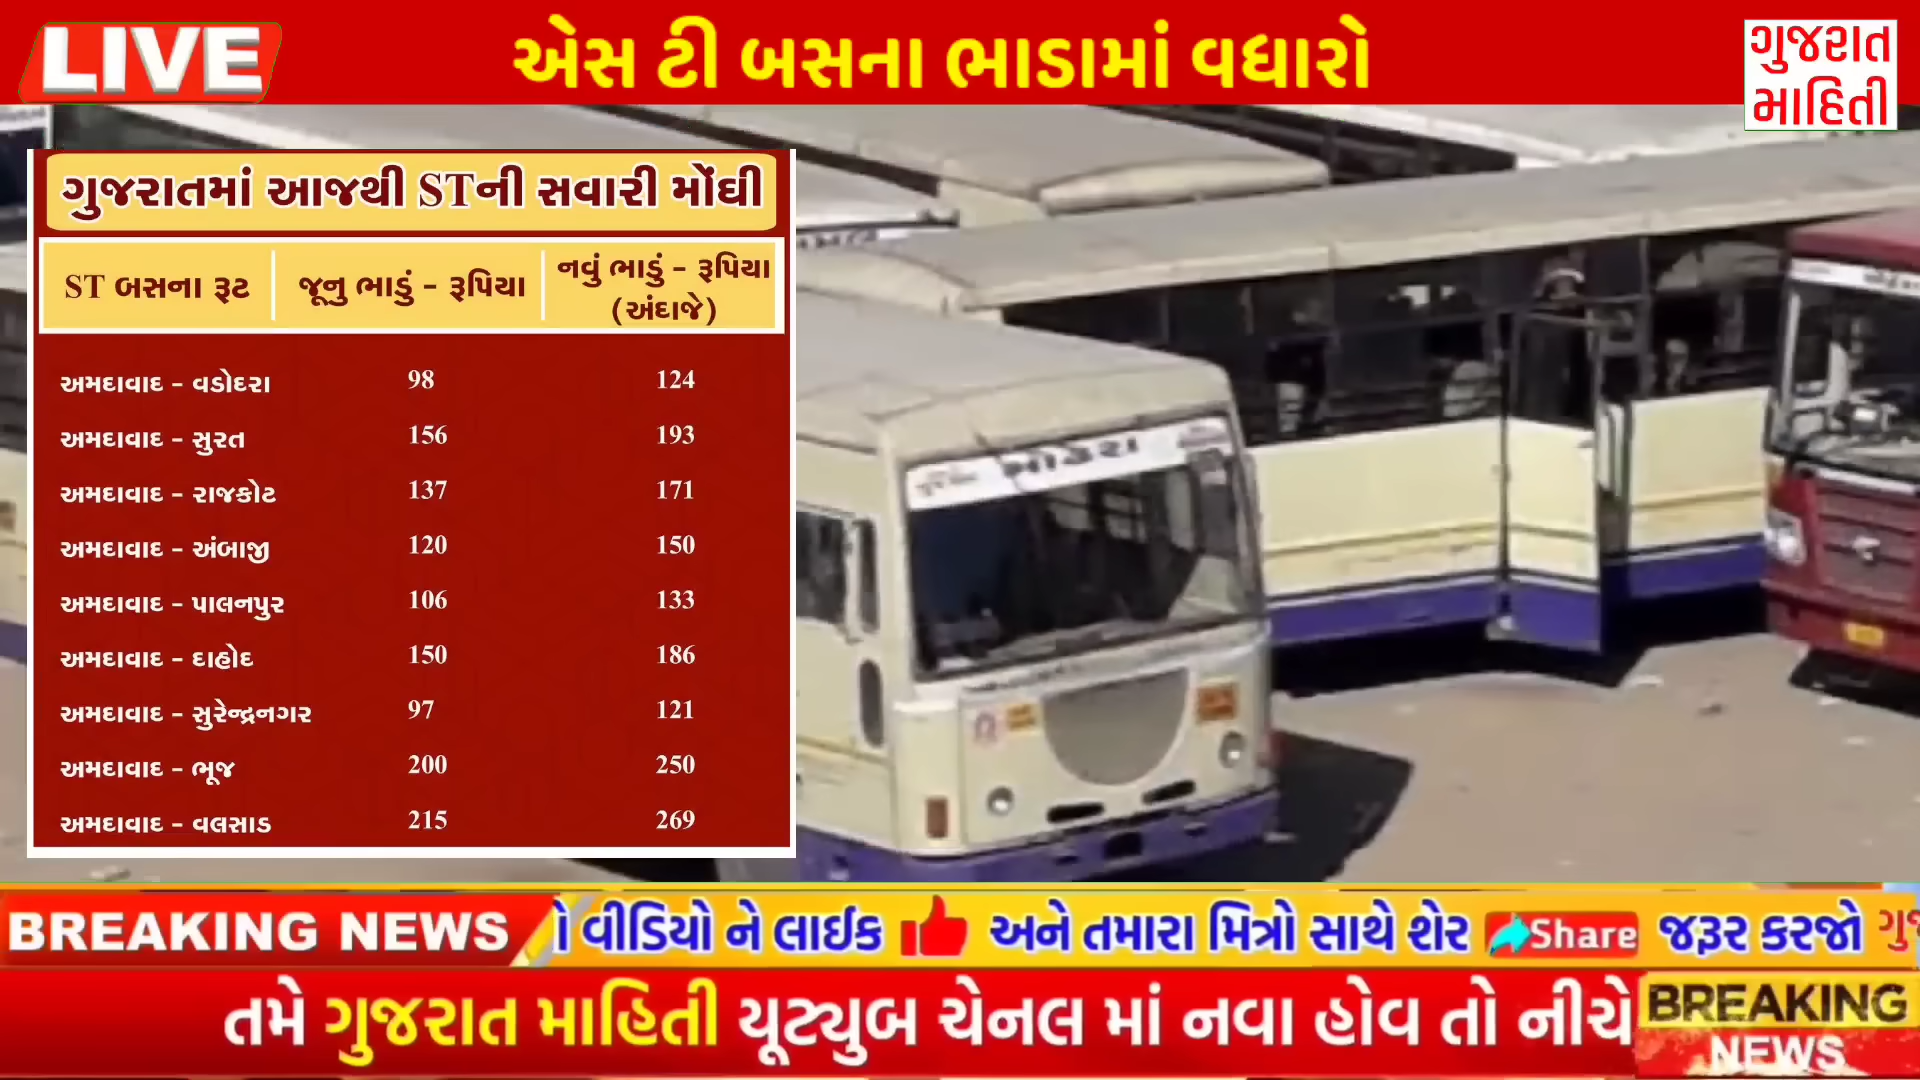 LIVE
એસ ટી બસના ભાડામાં વધારો
ગુજરાત
માહિતી
ગુજરાતમાં આજથી STની સવારી મોંઘી
ST બસના રૂટ જૂનુ ભાડું - રૂપિયા નવું ભાડું - રૂપિયા (અંદાજે)
અમદાવાદ - વડોદરા 98 124
અમદાવાદ - સુરત 156 193
અમદાવાદ - રાજકોટ 137 171
અમદાવાદ - અંબાજી 120 150
અમદાવાદ - પાલનપુર 106 133
અમદાવાદ - દાહોદ 150 186
અમદાવાદ - સુરેન્દ્રનગર 97 121
અમદાવાદ - ભૂજ 200 250
અમદાવાદ - વલસાડ 215 269
BREAKING NEWS વીડિયો ને લાઈક અને તમારા મિત્રો સાથે શેર Share જરૂર કરજો
તમે ગુજરાત માહિતી યૂટ્યુબ ચેનલ માં નવા હોવ તો નીચે
BREAKING
NEWS